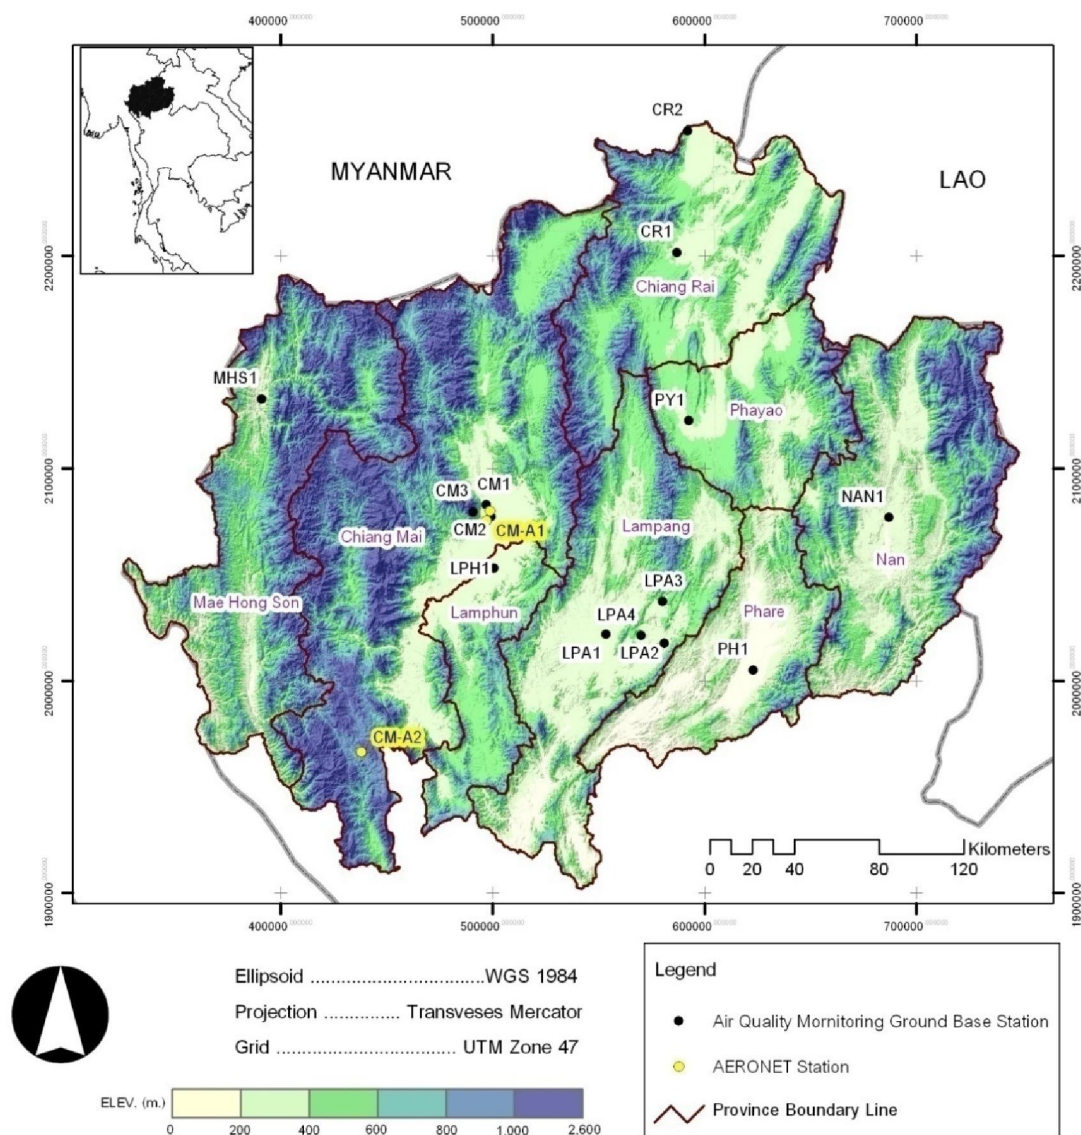 400000 500000 600000 700000
CR2
MYANMAR
LAO
2200000
2200000
CR1
Chiang Rai
MHS1
PY1
Phayao
2100000
2100000
CM3
CM1
NAN1
Chiang Mai
CM2
CM-A1
Lampang
Nan
LPH1
Mae Hong Son
Lamphun
LPA3
Phare
LPA4
LPA1
LPA2
PH1
2000000
2000000
CM-A2
Kilometers
0 20 40 80 120
1900000
1900000
400000 500000 600000 700000
Ellipsoid ..................................WGS 1984
Projection ............... Transveses Mercator
Grid ................................... UTM Zone 47
ELEV. (m.)
0 200 400 600 800 1.000 2.600
Legend
Air Quality Mornitoring Ground Base Station
AERONET Station
Province Boundary Line